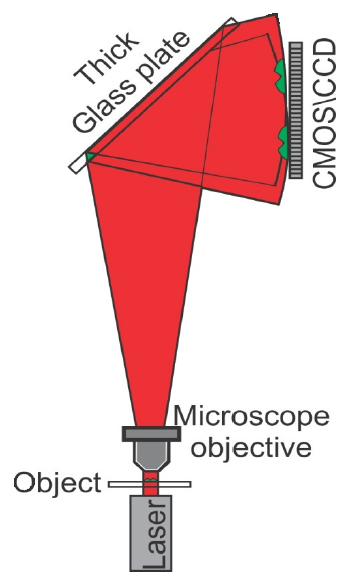 Thick
Glass plate
CMOS\CCD
Microscope
objective
Object
Laser